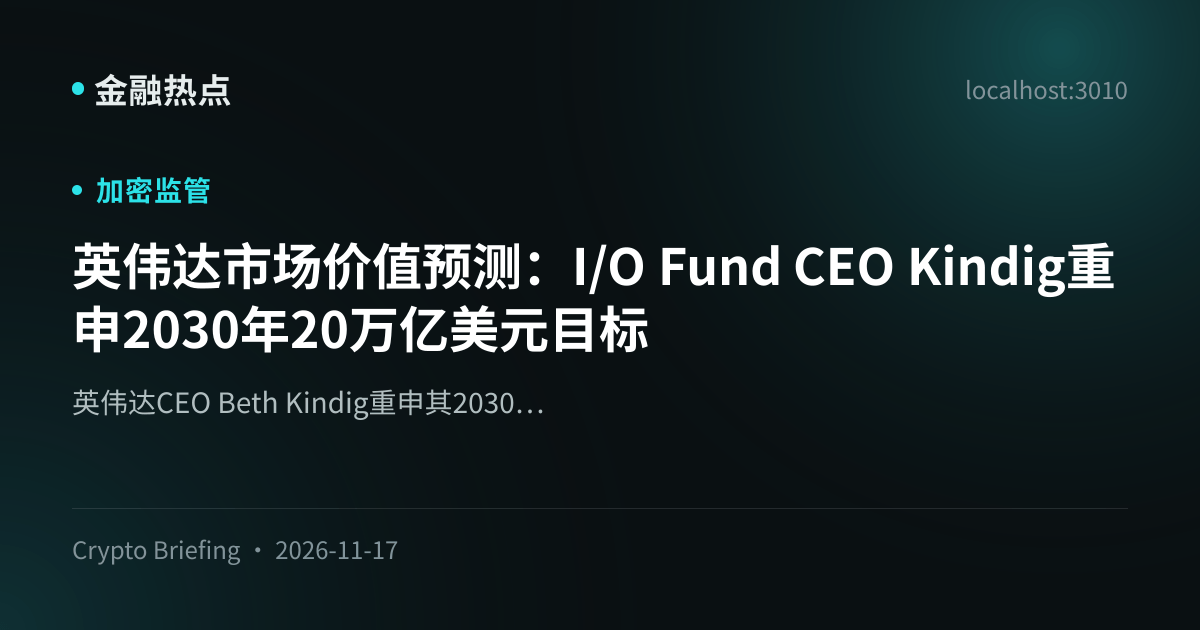 金融热点
localhost:3010
加密监管
英伟达市场价值预测：I/O Fund CEO Kindig重
申2030年20万亿美元目标
英伟达CEO Beth Kindig重申其2030…
Crypto Briefing · 2026-11-17